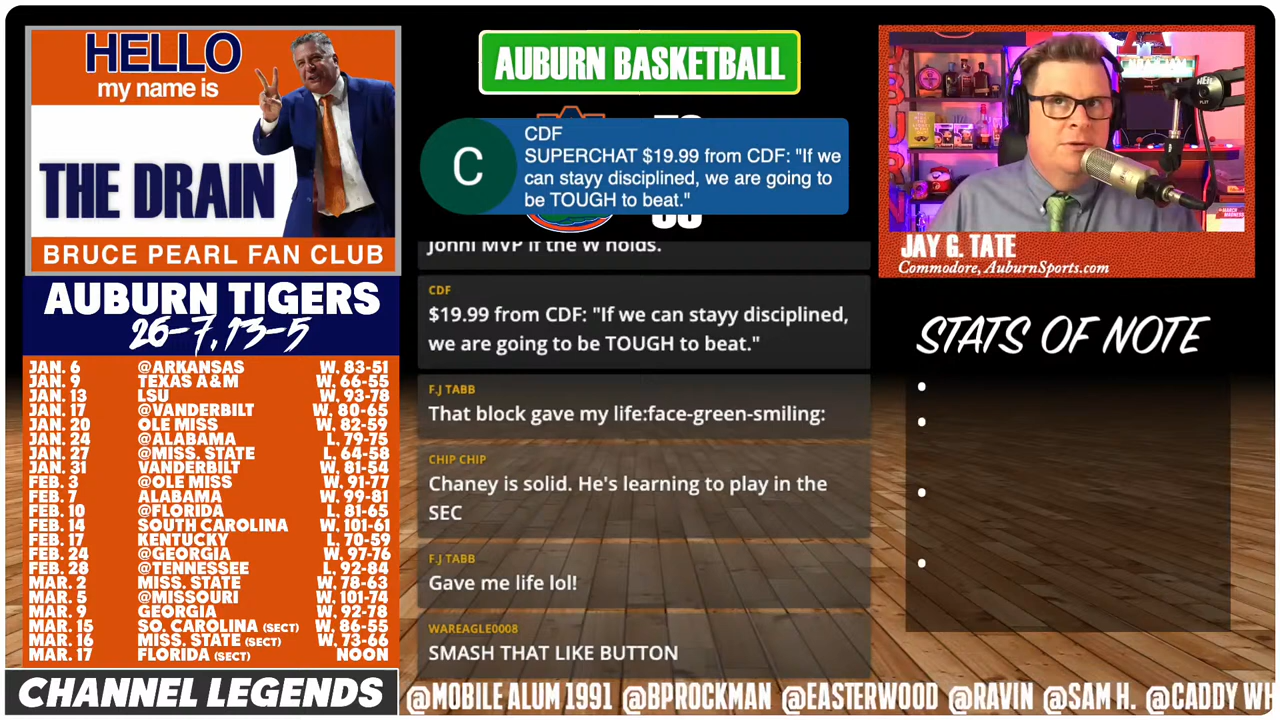 HELLO
my name is
THE DRAIN
BRUCE PEARL FAN CLUB
AUBURN TIGERS
26-7, 13-5
JAN. 6 @ARKANSAS W, 83-51
JAN. 9 TEXAS A&M W, 66-55
JAN. 13 LSU W, 93-78
JAN. 17 @VANDERBILT W, 80-65
JAN. 20 OLE MISS W, 82-59
JAN. 24 @ALABAMA L, 79-75
JAN. 27 @MISS. STATE L, 64-58
JAN. 31 VANDERBILT W, 81-54
FEB. 3 @OLE MISS W, 91-77
FEB. 7 ALABAMA W, 99-81
FEB. 10 @FLORIDA L, 81-65
FEB. 14 SOUTH CAROLINA W, 101-61
FEB. 17 KENTUCKY L, 70-59
FEB. 24 @GEORGIA W, 97-76
FEB. 28 @TENNESSEE L, 92-84
MAR. 2 MISS. STATE W, 78-63
MAR. 5 @MISSOURI W, 101-74
MAR. 9 GEORGIA W, 92-78
MAR. 15 SO. CAROLINA (SECT) W, 86-55
MAR. 16 MISS. STATE (SECT) W, 73-66
MAR. 17 FLORIDA (SECT) NOON
CHANNEL LEGENDS
AUBURN BASKETBALL
C
CDF
SUPERCHAT $19.99 from CDF: "If we
can stayy disciplined, we are going to
be TOUGH to beat."
Johni MVP if the W holds.
CDF
$19.99 from CDF: "If we can stayy disciplined,
we are going to be TOUGH to beat."
F.J TABB
That block gave my life:face-green-smiling:
CHIP CHIP
Chaney is solid. He's learning to play in the
SEC
F.J TABB
Gave me life lol!
WAREAGLE0008
SMASH THAT LIKE BUTTON
JAY G. TATE
Commodore, AuburnSports.com
STATS OF NOTE
@MOBILE ALUM 1991 @BPROCKMAN @EASTERWOOD @RAVIN @SAM H. @CADDY WH